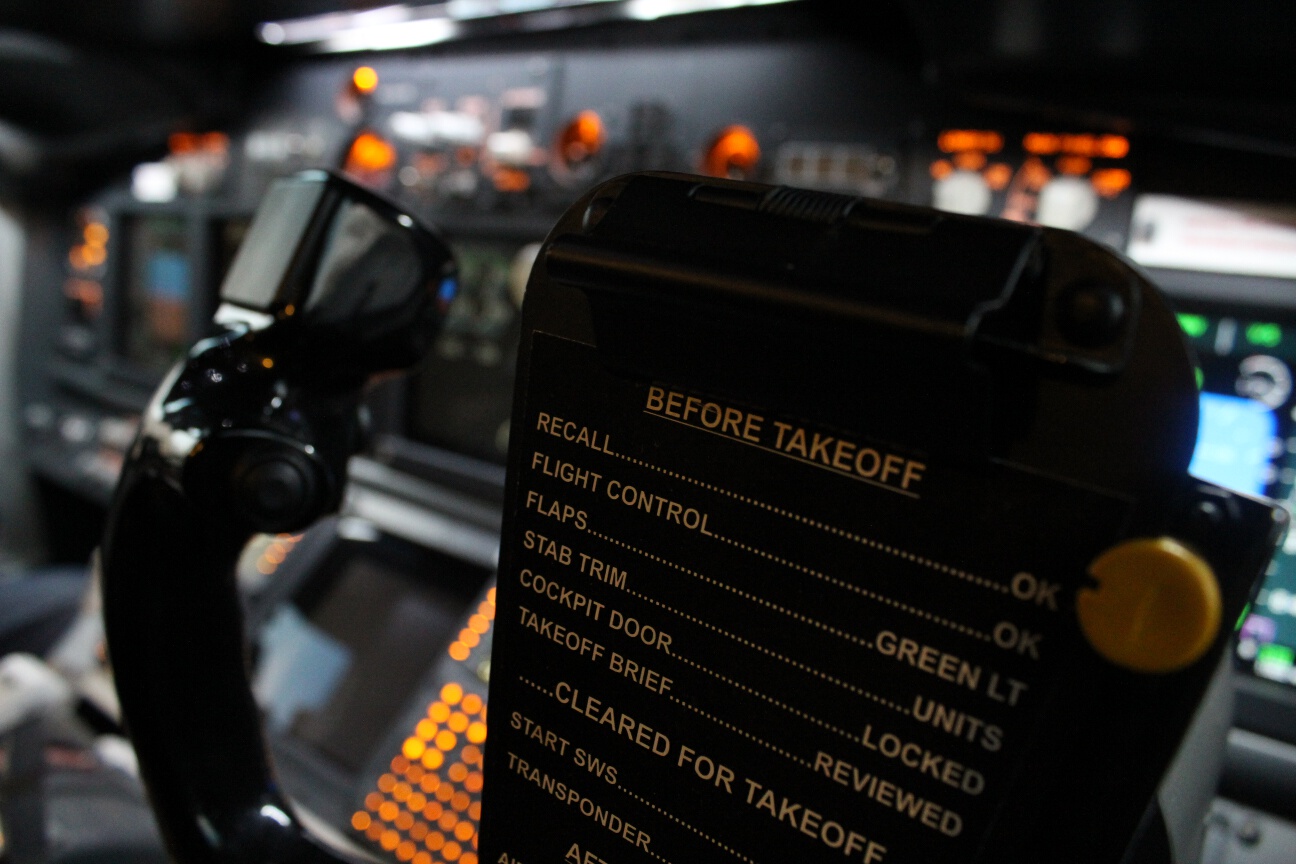 BEFORE TAKEOFF
RECALL..................................................OK
FLIGHT CONTROL....................................OK
FLAPS........................................GREEN LT
STAB TRIM........................................UNITS
COCKPIT DOOR...........................LOCKED
TAKEOFF BRIEF....................REVIEWED
.....CLEARED FOR TAKEOFF
START SWS....................
TRANSPONDER....